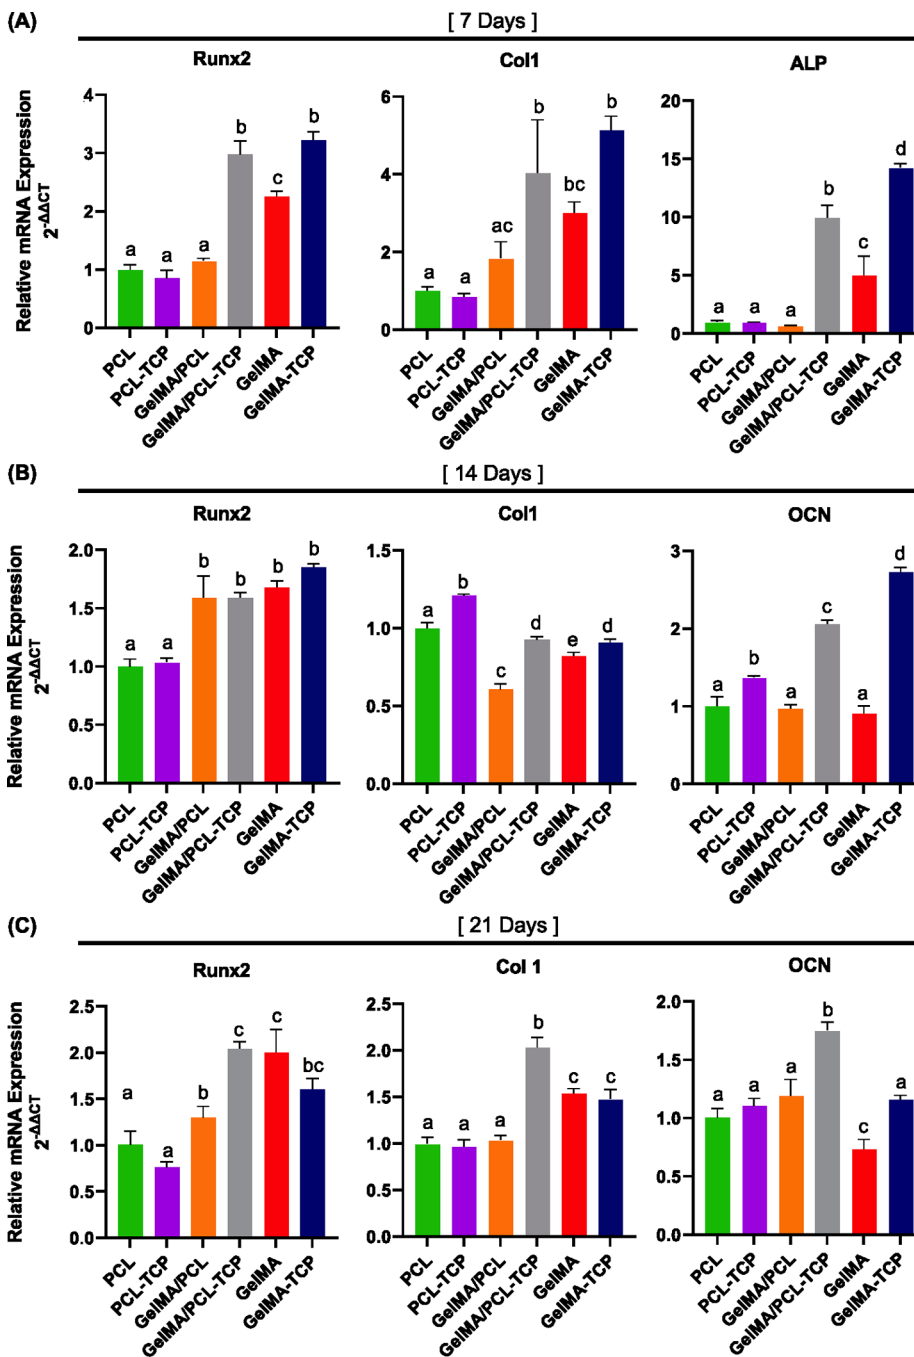 (A)
[ 7 Days ]
Runx2
Col1
ALP
Relative mRNA Expression
2-ΔΔCT
4
3
2
1
0
a
a
a
b
c
b
PCL
PCL-TCP
GelMA/PCL
GelMA/PCL-TCP
GelMA
GelMA-TCP
6
4
2
0
a
a
ac
b
bc
b
PCL
PCL-TCP
GelMA/PCL
GelMA/PCL-TCP
GelMA
GelMA-TCP
20
15
10
5
0
a
a
a
b
c
d
PCL
PCL-TCP
GelMA/PCL
GelMA/PCL-TCP
GelMA
GelMA-TCP
(B)
[ 14 Days ]
Runx2
Col1
OCN
Relative mRNA Expression
2-ΔΔCT
2.0
1.5
1.0
0.5
0.0
a
a
b
b
b
b
PCL
PCL-TCP
GelMA/PCL
GelMA/PCL-TCP
GelMA
GelMA-TCP
1.5
1.0
0.5
0.0
a
b
c
d
e
d
PCL
PCL-TCP
GelMA/PCL
GelMA/PCL-TCP
GelMA
GelMA-TCP
3
2
1
0
a
b
a
c
a
d
PCL
PCL-TCP
GelMA/PCL
GelMA/PCL-TCP
GelMA
GelMA-TCP
(C)
[ 21 Days ]
Runx2
Col 1
OCN
Relative mRNA Expression
2-ΔΔCT
2.5
2.0
1.5
1.0
0.5
0.0
a
a
b
c
c
bc
PCL
PCL-TCP
GelMA/PCL
GelMA/PCL-TCP
GelMA
GelMA-TCP
2.5
2.0
1.5
1.0
0.5
0.0
a
a
a
b
c
c
PCL
PCL-TCP
GelMA/PCL
GelMA/PCL-TCP
GelMA
GelMA-TCP
2.0
1.5
1.0
0.5
0.0
a
a
a
b
c
a
PCL
PCL-TCP
GelMA/PCL
GelMA/PCL-TCP
GelMA
GelMA-TCP